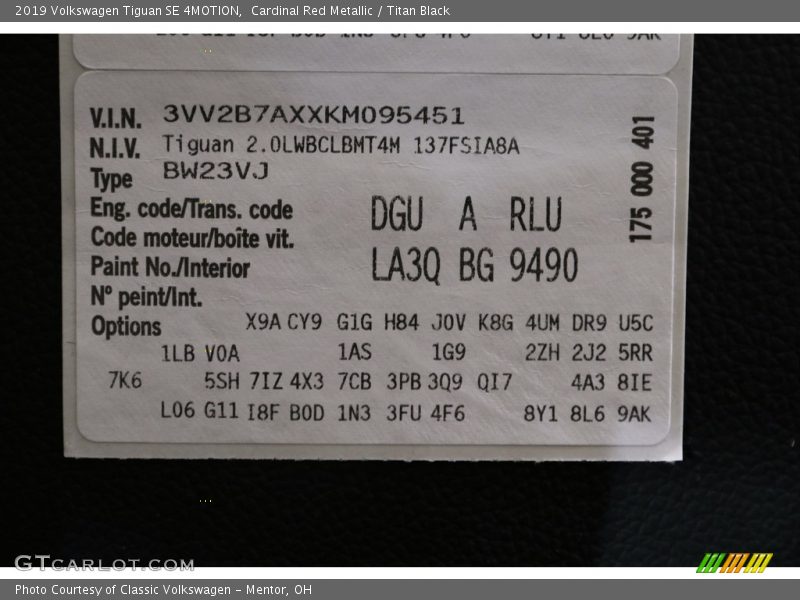 2019 Volkswagen Tiguan SE 4MOTION,  Cardinal Red Metallic / Titan Black
V.I.N. 3VV2B7AXXKM095451
N.I.V. Tiguan 2.0LWBCLBMT4M 137FSIA8A
Type BW23VJ
Eng. code/Trans. code
Code moteur/boîte vit. DGU A RLU
Paint No./Interior LA3Q BG 9490
N° peint/Int.
Options X9A CY9 G1G H84 J0V K8G 4UM DR9 U5C
1LB V0A 1AS 1G9 2ZH 2J2 5RR
7K6 5SH 7IZ 4X3 7CB 3PB 3Q9 QI7 4A3 8IE
L06 G11 I8F B0D 1N3 3FU 4F6 8Y1 8L6 9AK
175 000 401
GTCARLOT.COM
Photo Courtesy of Classic Volkswagen - Mentor, OH